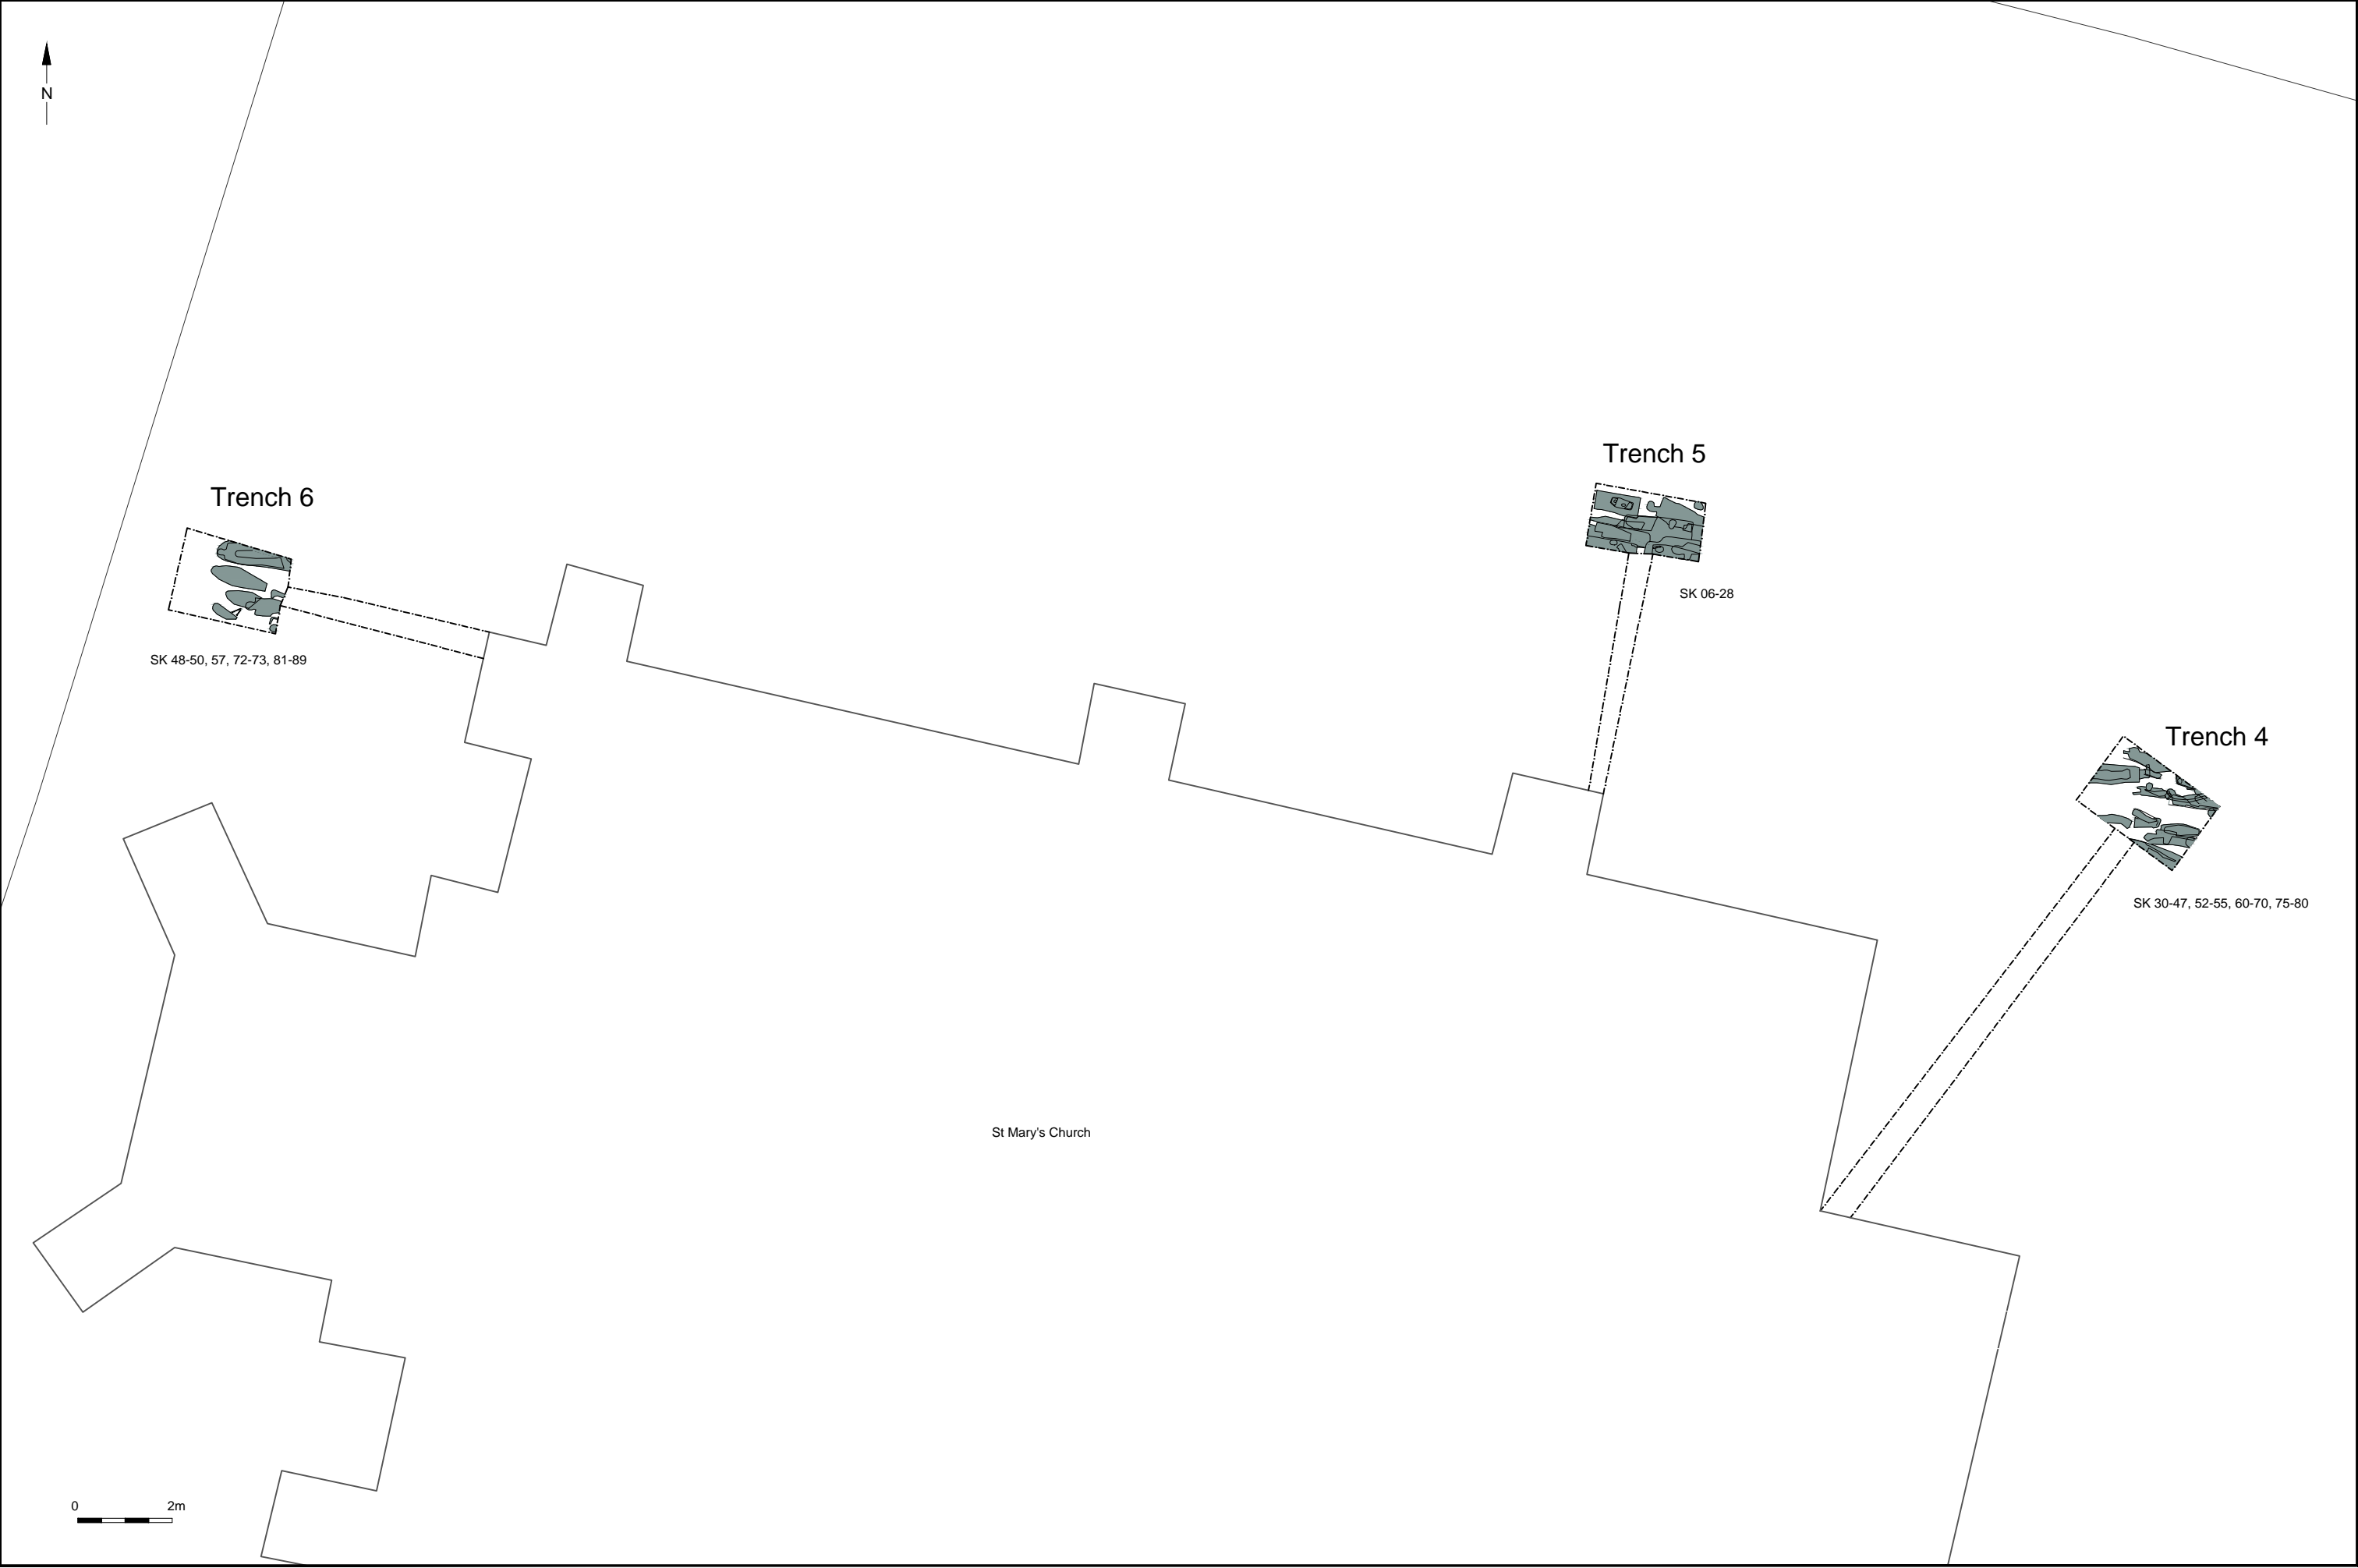 N
Trench 5
Trench 6
SK 06-28
SK 48-50, 57, 72-73, 81-89
Trench 4
SK 30-47, 52-55, 60-70, 75-80
St Mary's Church
0 2m